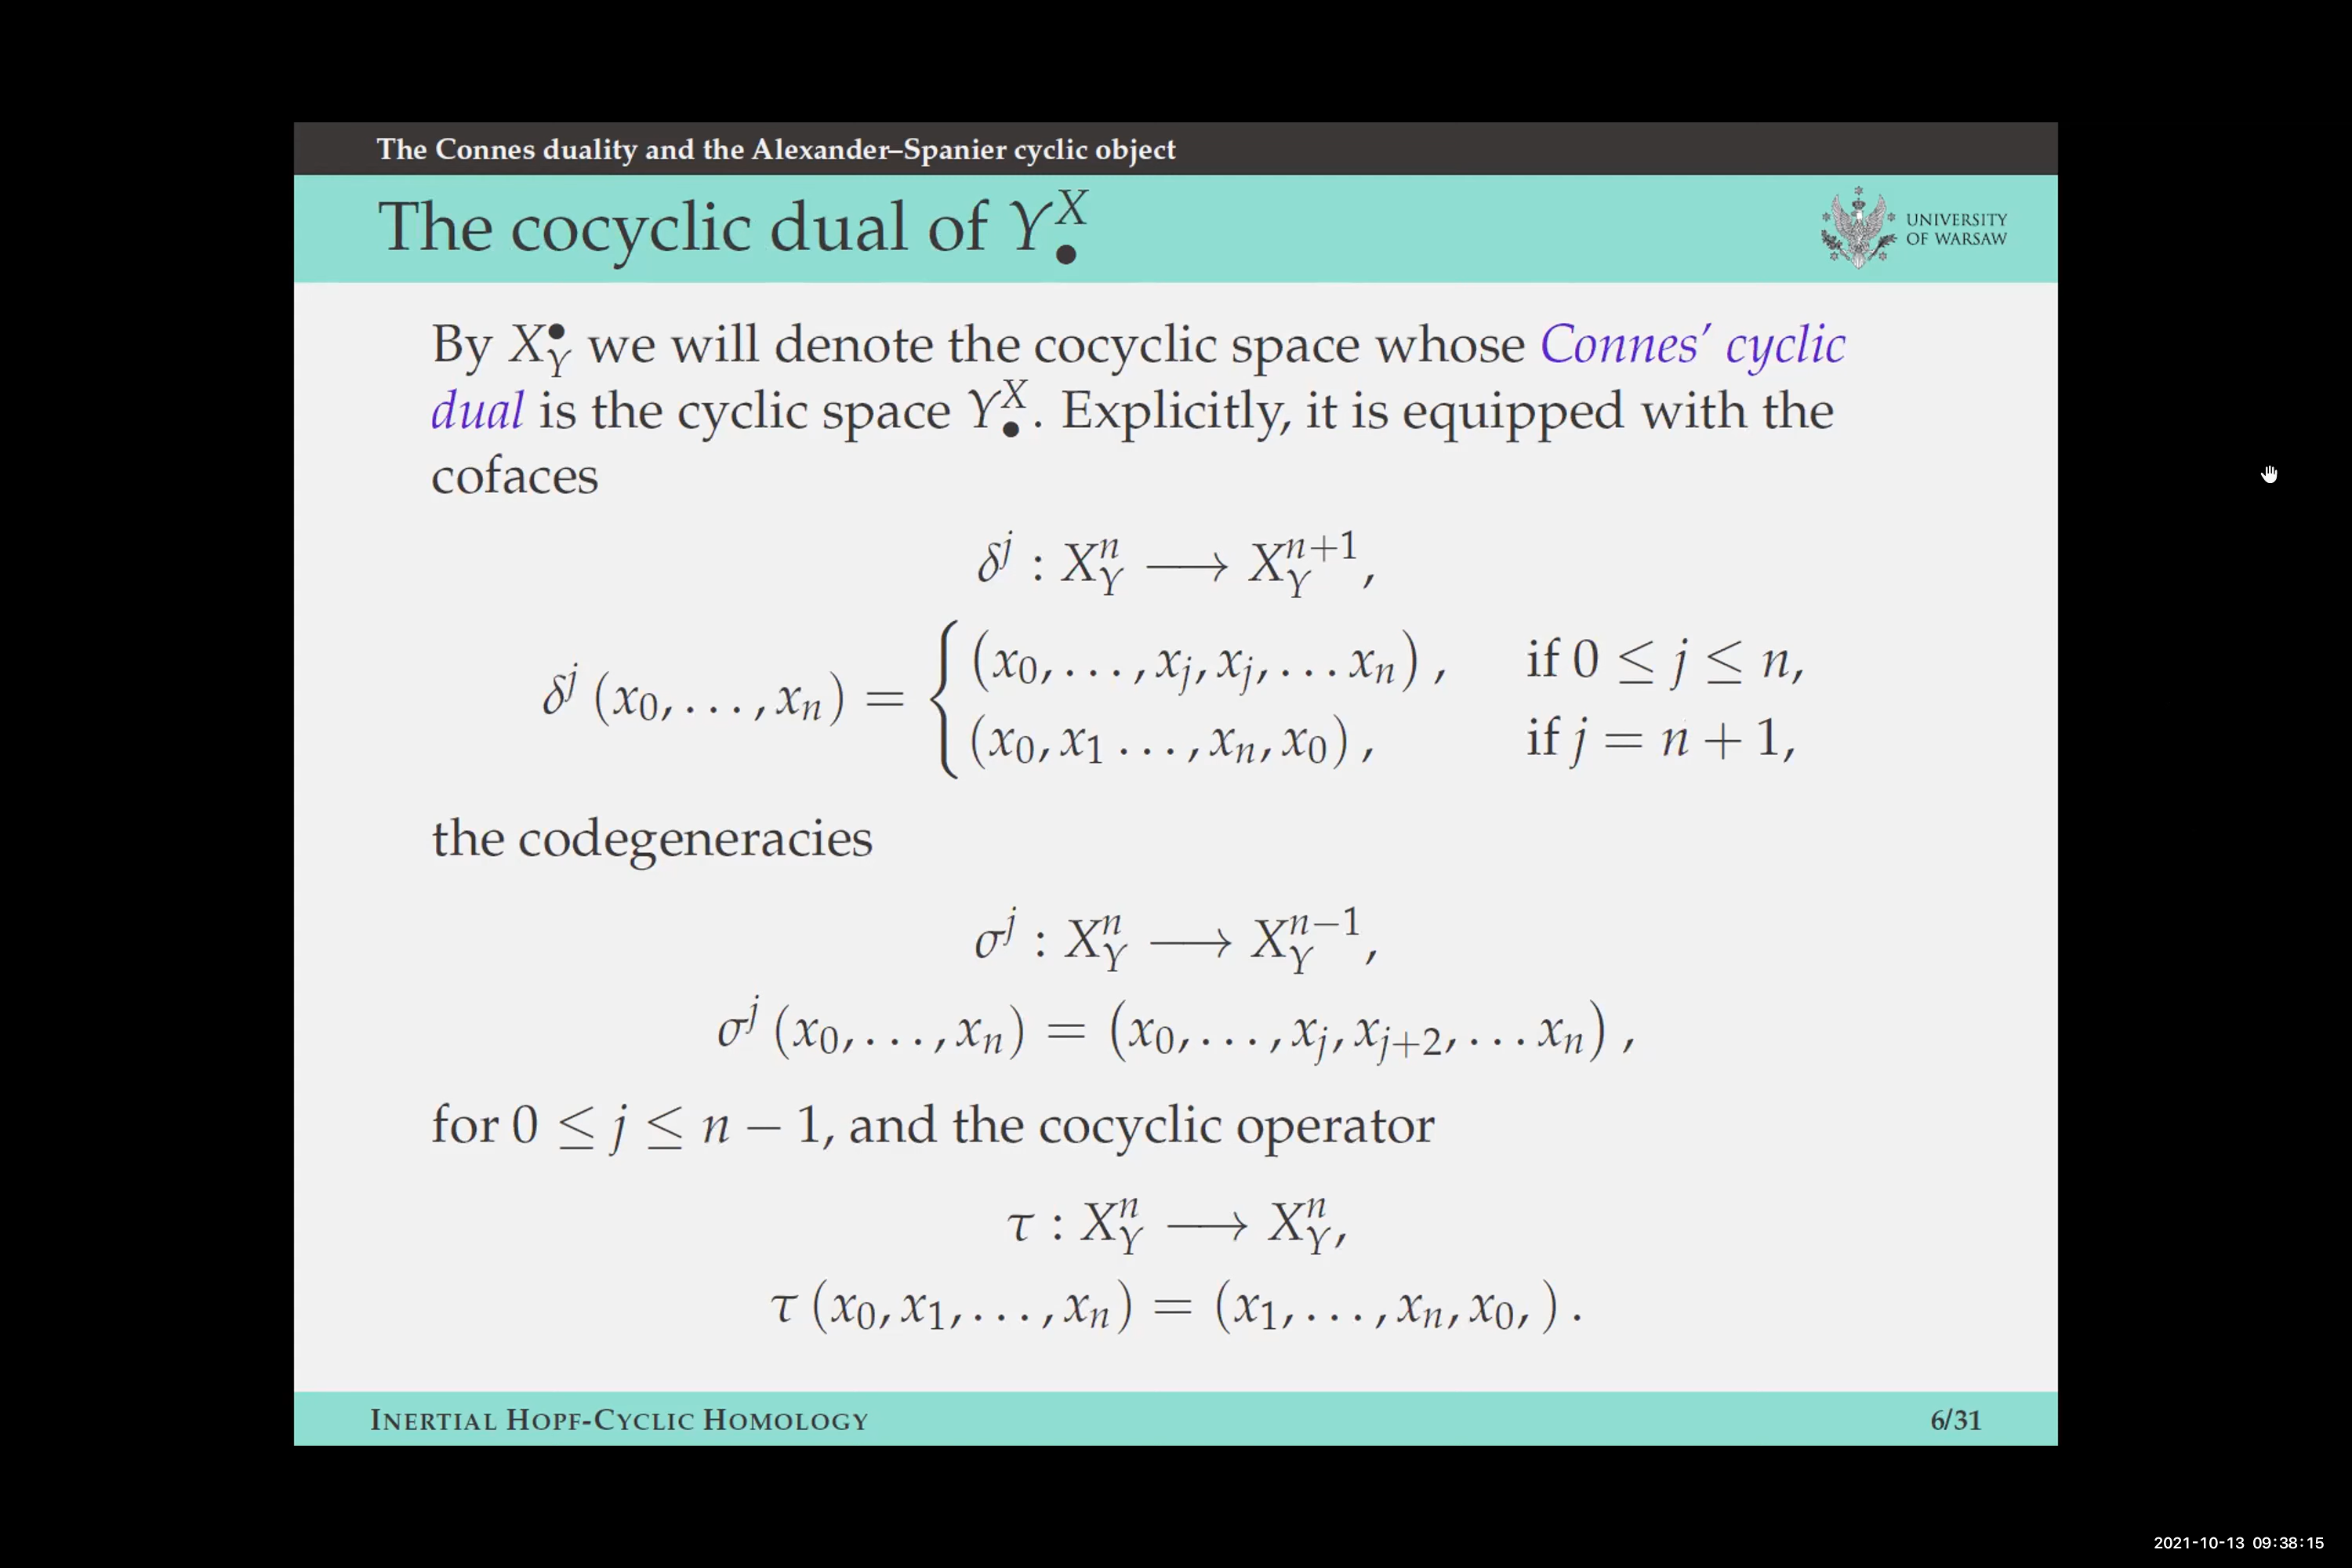 The Connes duality and the Alexander–Spanier cyclic object
The cocyclic dual of Y^X_•
UNIVERSITY
OF WARSAW
By X^•_Y we will denote the cocyclic space whose Connes’ cyclic
dual is the cyclic space Y^X_•. Explicitly, it is equipped with the
cofaces
δ^j : X^n_Y ⟶ X^{n+1}_Y,
δ^j (x_0, . . . , x_n) = { (x_0, . . . , x_j, x_j, . . . x_n) , if 0 ≤ j ≤ n,
(x_0, x_1 . . . , x_n, x_0) , if j = n + 1,
the codegeneracies
σ^j : X^n_Y ⟶ X^{n−1}_Y,
σ^j (x_0, . . . , x_n) = (x_0, . . . , x_j, x_{j+2}, . . . x_n) ,
for 0 ≤ j ≤ n − 1, and the cocyclic operator
τ : X^n_Y ⟶ X^n_Y,
τ (x_0, x_1, . . . , x_n) = (x_1, . . . , x_n, x_0, ) .
INERTIAL HOPF-CYCLIC HOMOLOGY 6/31
2021-10-13 09:38:15